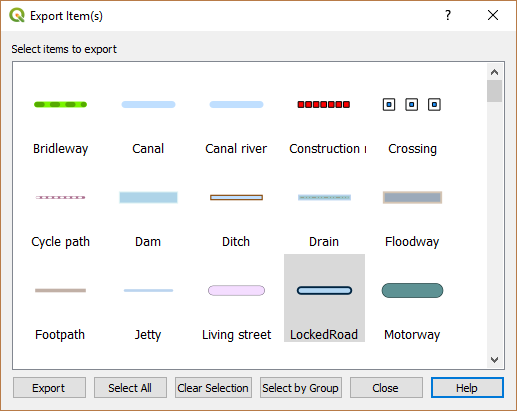 Export Item(s)
Select items to export
Bridleway Canal Canal river Construction r Crossing
Cycle path Dam Ditch Drain Floodway
Footpath Jetty Living street LockedRoad Motorway
Export Select All Clear Selection Select by Group Close Help